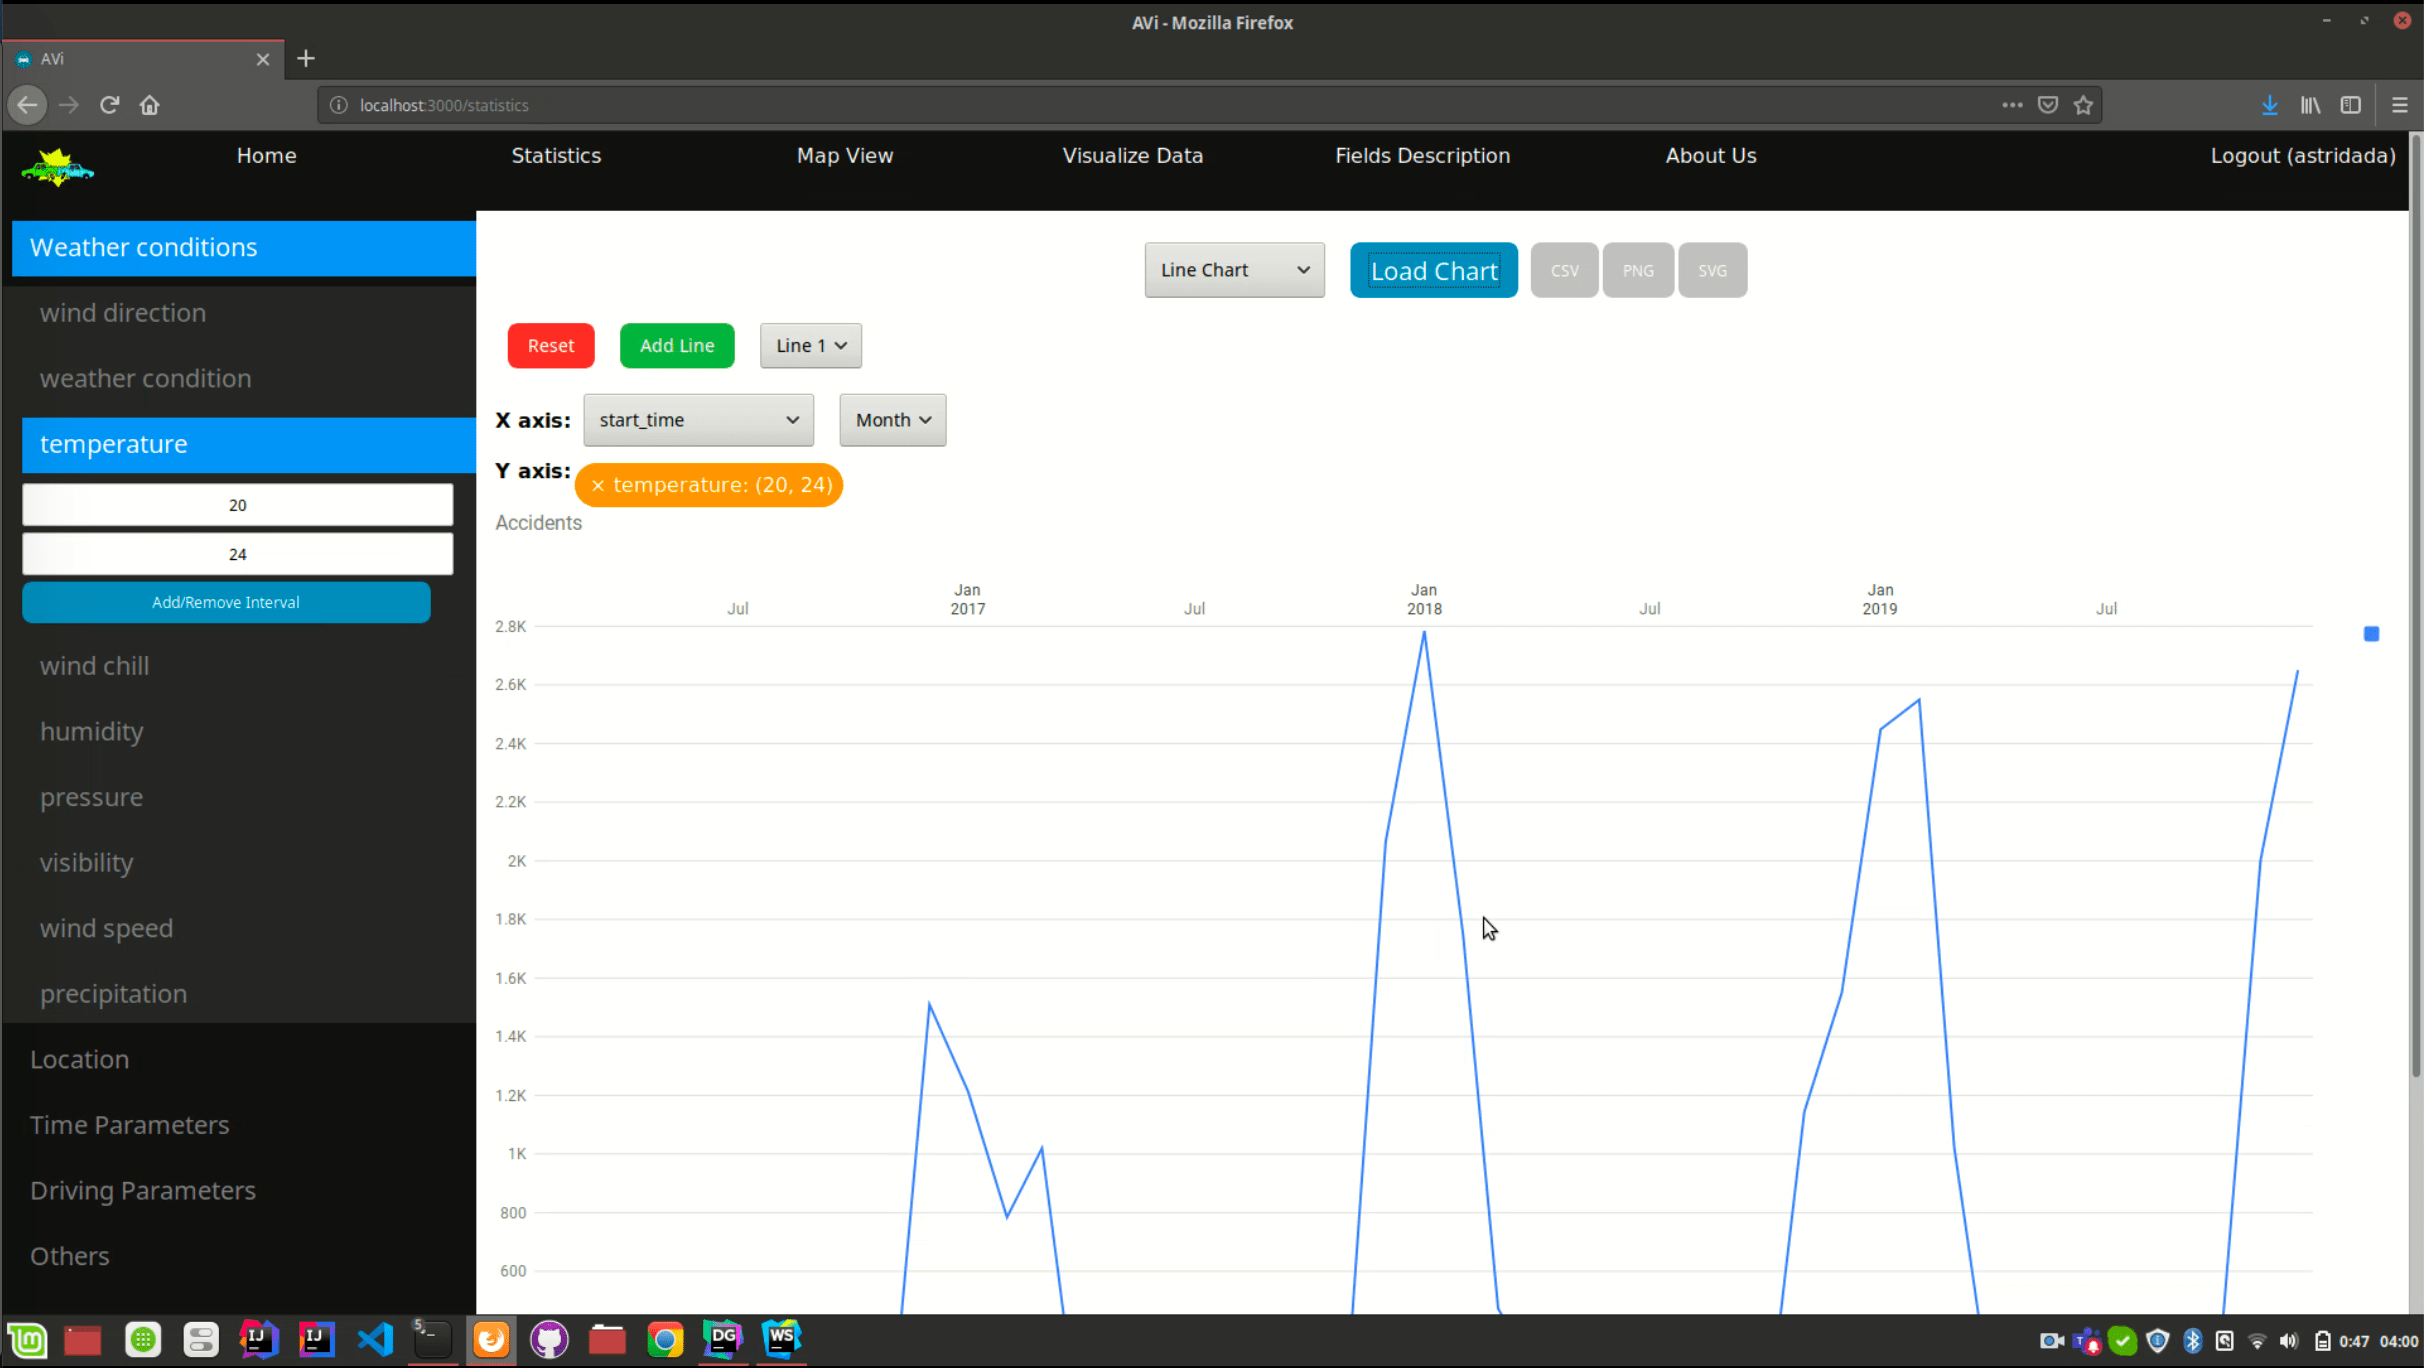 AVi - Mozilla Firefox
AVi
localhost:3000/statistics
Home Statistics Map View Visualize Data Fields Description About Us Logout (astridada)
Weather conditions
wind direction
weather condition
temperature
20
24
Add/Remove Interval
wind chill
humidity
pressure
visibility
wind speed
precipitation
Location
Time Parameters
Driving Parameters
Others
Line Chart Load Chart CSV PNG SVG
Reset Add Line Line 1
X axis: start_time Month
Y axis: × temperature: (20, 24)
Accidents
Jan Jan Jan
Jul 2017 Jul 2018 Jul 2019 Jul
2.8K
2.6K
2.4K
2.2K
2K
1.8K
1.6K
1.4K
1.2K
1K
800
600
IJ IJ 5 DG WS T 0:47 04:00